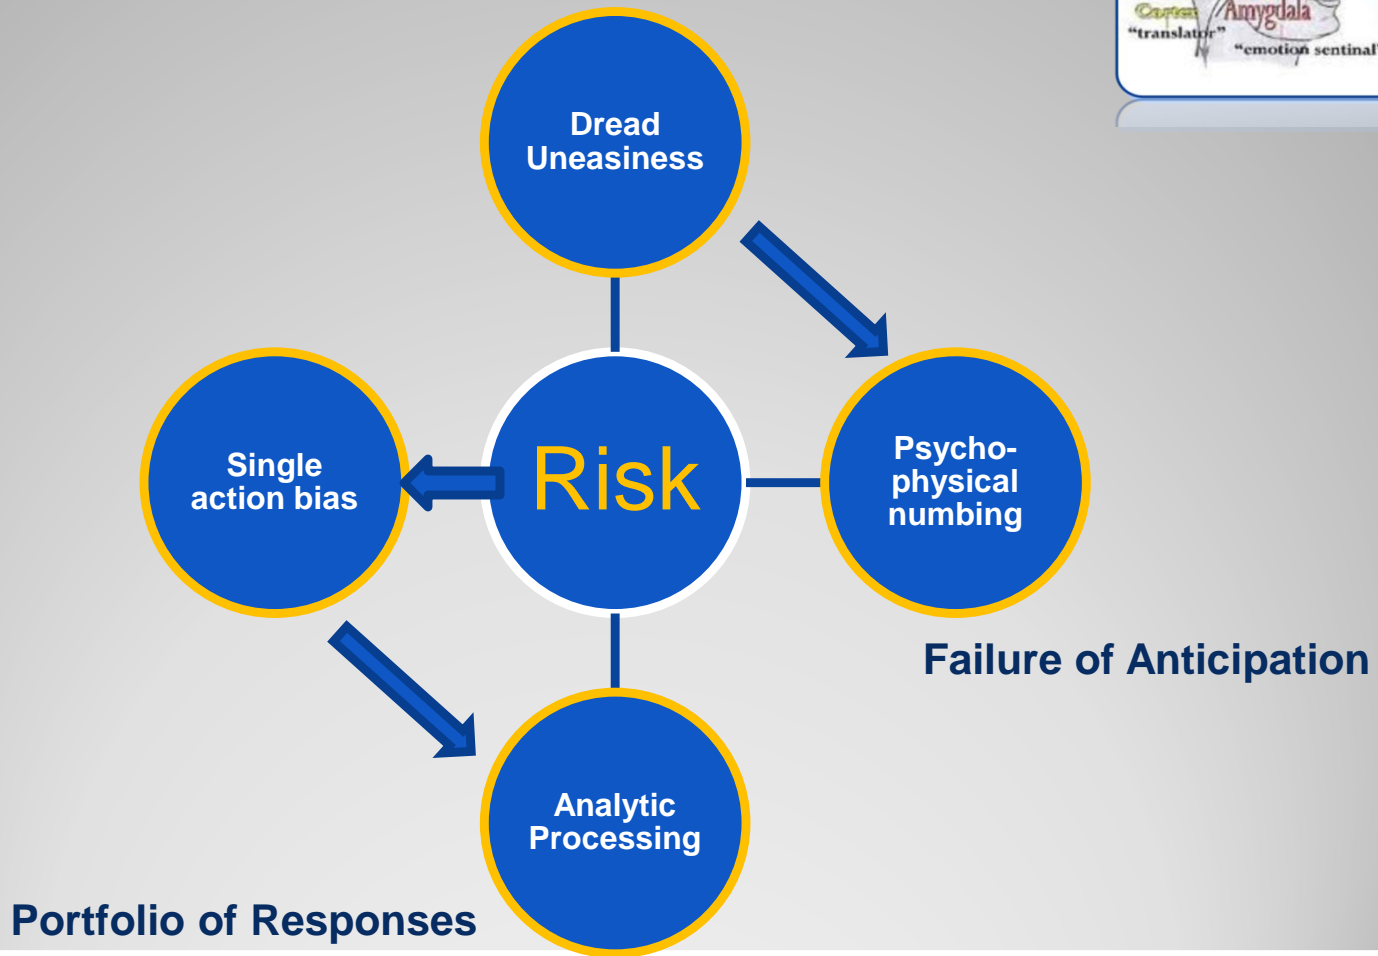 Cortex
Amygdala
"translator"
"emotion sentinal"
Dread
Uneasiness
Single
action bias
Risk
Psycho-
physical
numbing
Failure of Anticipation
Analytic
Processing
Portfolio of Responses